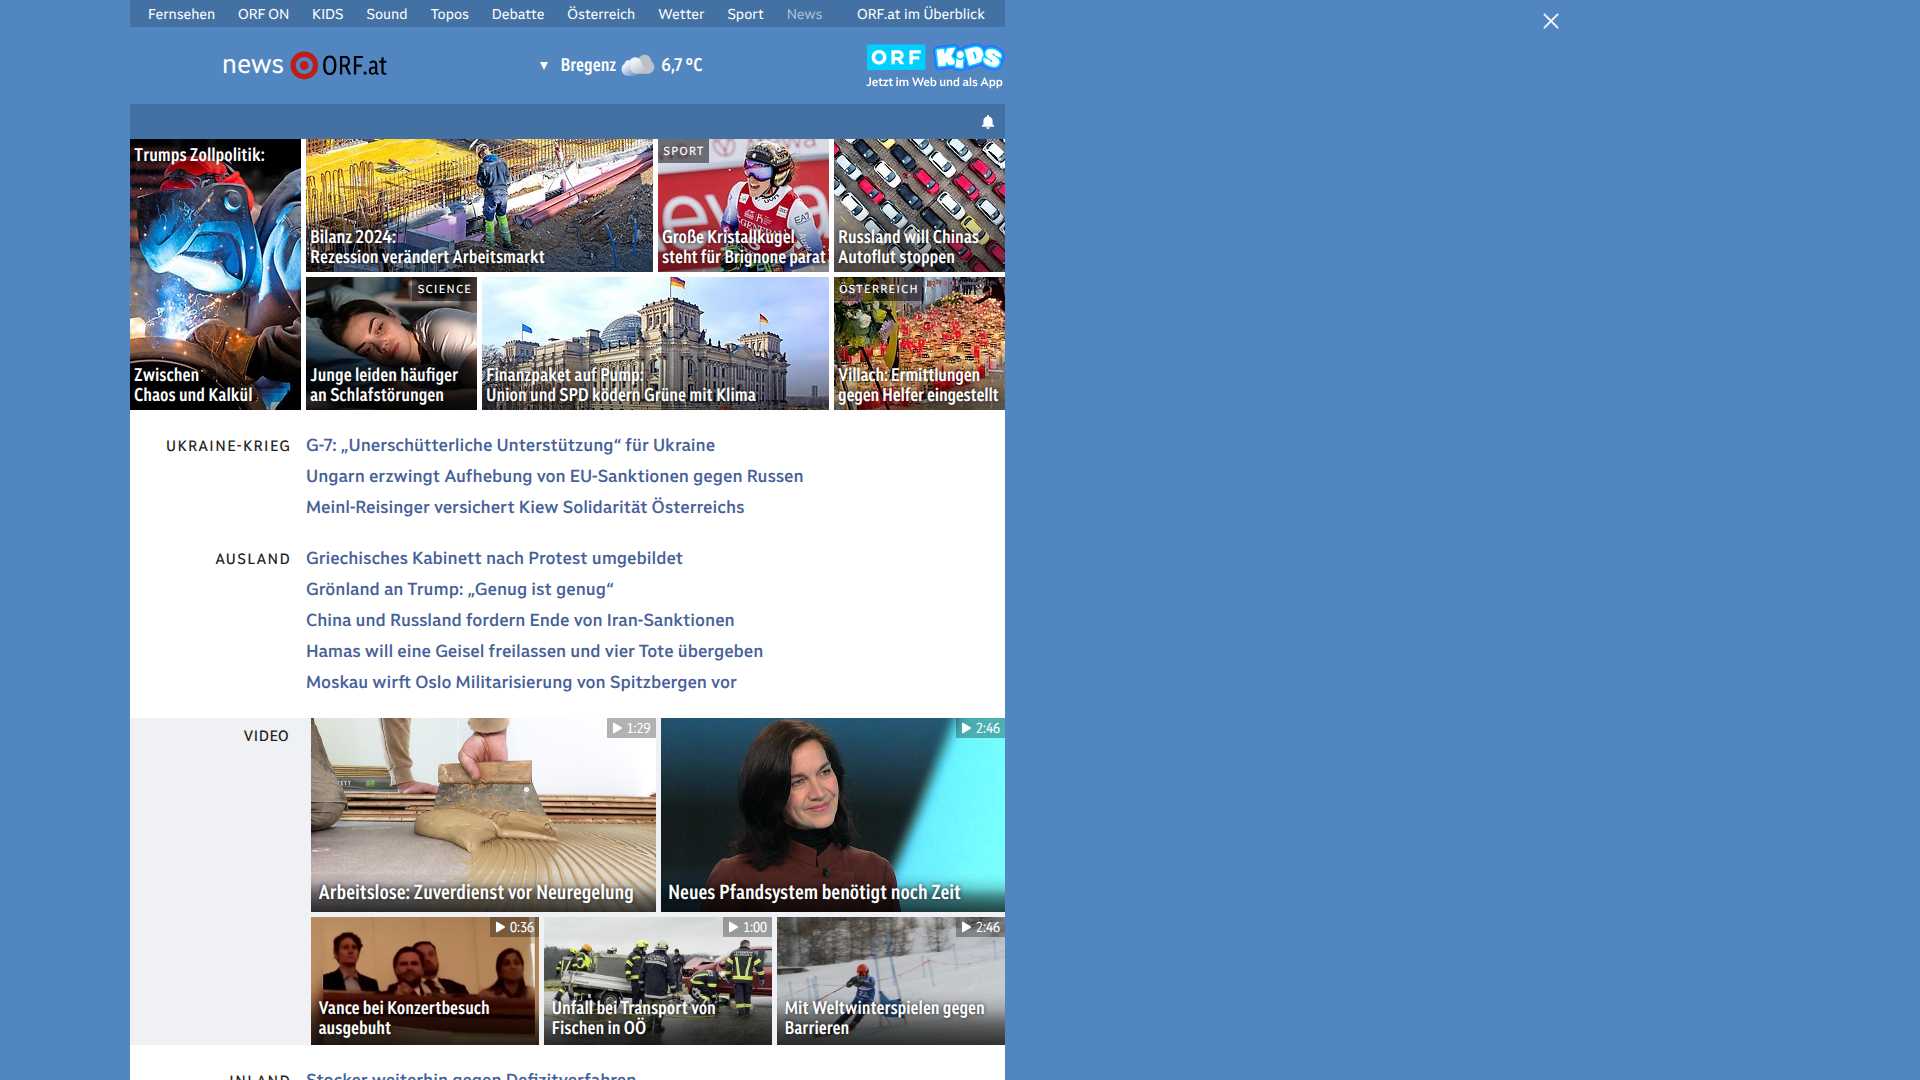 Fernsehen ORF ON KIDS Sound Topos Debatte Österreich Wetter Sport News ORF.at im Überblick
news ORF.at
Bregenz 6,7 °C
ORF KIDS
Jetzt im Web und als App
Trumps Zollpolitik:
Zwischen
Chaos und Kalkül
Bilanz 2024:
Rezession verändert Arbeitsmarkt
SPORT
Große Kristallkugel
steht für Brignone parat
Russland will Chinas
Autoflut stoppen
SCIENCE
Junge leiden häufiger
an Schlafstörungen
Finanzpaket auf Pump:
Union und SPD ködern Grüne mit Klima
ÖSTERREICH
Villach: Ermittlungen
gegen Helfer eingestellt
UKRAINE-KRIEG
G-7: „Unerschütterliche Unterstützung“ für Ukraine
Ungarn erzwingt Aufhebung von EU-Sanktionen gegen Russen
Meinl-Reisinger versichert Kiew Solidarität Österreichs
AUSLAND
Griechisches Kabinett nach Protest umgebildet
Grönland an Trump: „Genug ist genug“
China und Russland fordern Ende von Iran-Sanktionen
Hamas will eine Geisel freilassen und vier Tote übergeben
Moskau wirft Oslo Militarisierung von Spitzbergen vor
VIDEO
1:29
Arbeitslose: Zuverdienst vor Neuregelung
2:46
Neues Pfandsystem benötigt noch Zeit
0:36
Vance bei Konzertbesuch
ausgebuht
1:00
Unfall bei Transport von
Fischen in OÖ
2:46
Mit Weltwinterspielen gegen
Barrieren
INLAND
Stocker weiterhin gegen Defizitverfahren